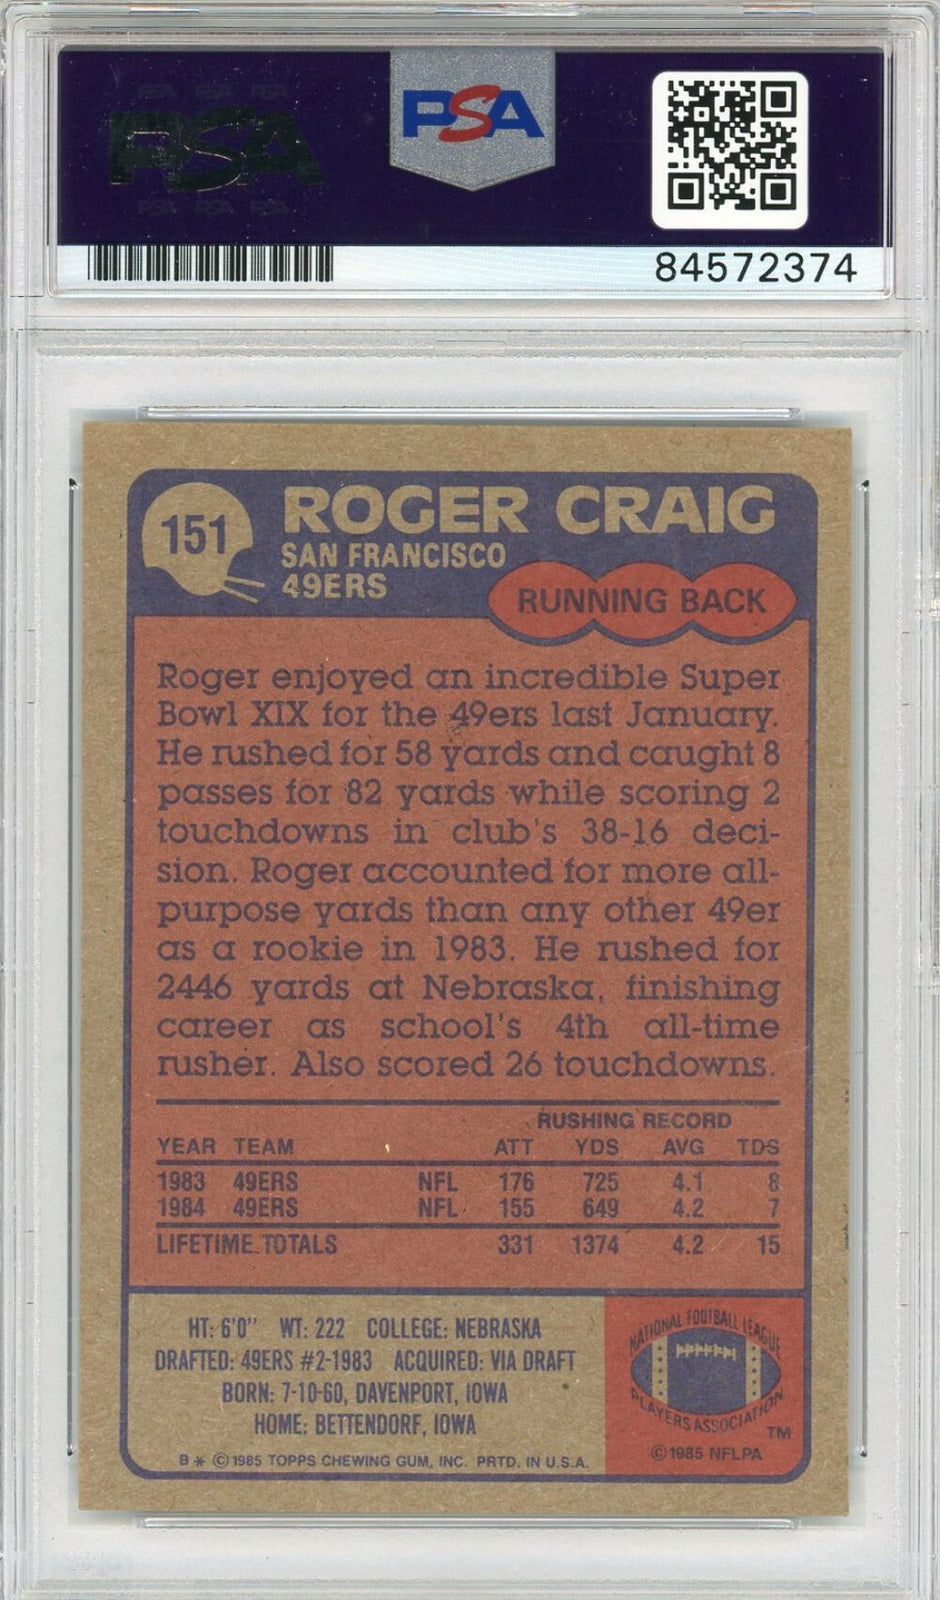 PSA PSA PSA
PSA
PSA PSA PSA
PSA
84572374
151
ROGER CRAIG
SAN FRANCISCO
49ERS
RUNNING BACK
Roger enjoyed an incredible Super
Bowl XIX for the 49ers last January.
He rushed for 58 yards and caught 8
passes for 82 yards while scoring 2
touchdowns in club's 38-16 deci-
sion. Roger accounted for more all-
purpose yards than any other 49er
as a rookie in 1983. He rushed for
2446 yards at Nebraska, finishing
career as school's 4th all-time
rusher. Also scored 26 touchdowns.
RUSHING RECORD
YEAR TEAM ATT YDS AVG TDS
1983 49ERS NFL 176 725 4.1 8
1984 49ERS NFL 155 649 4.2 7
LIFETIME TOTALS 331 1374 4.2 15
HT: 6'0" WT: 222 COLLEGE: NEBRASKA
DRAFTED: 49ERS #2-1983 ACQUIRED: VIA DRAFT
BORN: 7-10-60, DAVENPORT, IOWA
HOME: BETTENDORF, IOWA
B * © 1985 TOPPS CHEWING GUM, INC. PRTD. IN U.S.A.
NATIONAL FOOTBALL LEAGUE
PLAYERS ASSOCIATION
TM
© 1985 NFLPA